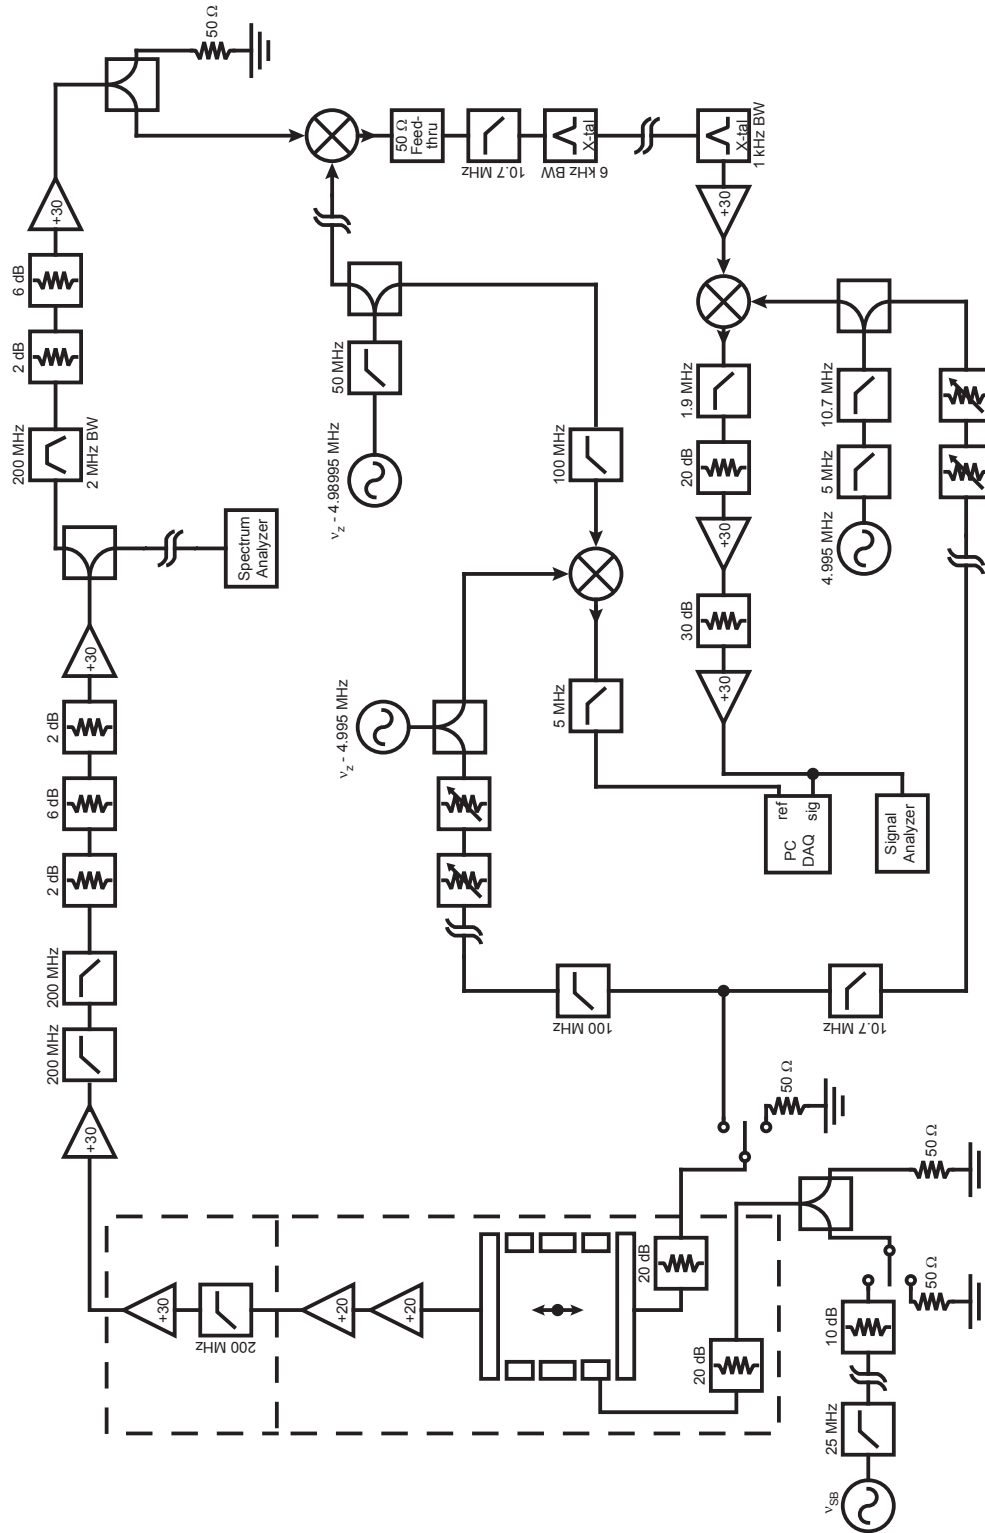 50 Ω
+30
6 dB
2 dB
200 MHz
2 MHz BW
50 Ω
Feed-
thru
10.7 MHz
X-tal
6 kHz BW
X-tal
1 kHz BW
+30
50 MHz
ν_z - 4.98995 MHz
100 MHz
1.9 MHz
20 dB
+30
30 dB
+30
10.7 MHz
5 MHz
4.995 MHz
Spectrum
Analyzer
+30
2 dB
6 dB
2 dB
200 MHz
200 MHz
+30
ν_z - 4.995 MHz
5 MHz
ref
sig
PC
DAQ
Signal
Analyzer
100 MHz
10.7 MHz
50 Ω
+30
200 MHz
+20
+20
20 dB
20 dB
50 Ω
50 Ω
10 dB
25 MHz
ν_SB